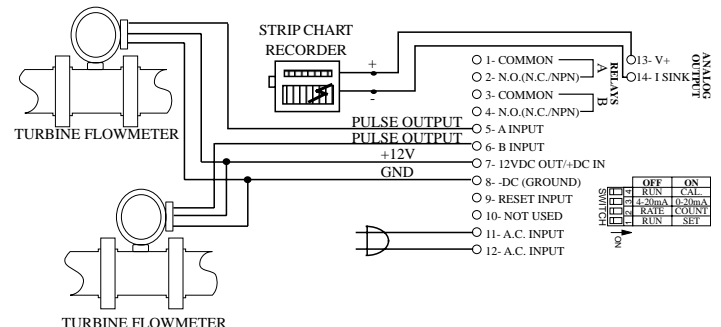 STRIP CHART
RECORDER
+
-
TURBINE FLOWMETER
PULSE OUTPUT
PULSE OUTPUT
+12V
GND
TURBINE FLOWMETER
1- COMMON
2- N.O.(N.C./NPN)
3- COMMON
4- N.O.(N.C./NPN)
5- A INPUT
6- B INPUT
7- 12VDC OUT/+DC IN
8- -DC (GROUND)
9- RESET INPUT
10- NOT USED
11- A.C. INPUT
12- A.C. INPUT
A
B
RELAYS
13- V+
14- I SINK
ANALOG
OUTPUT
SWITCH
OFF ON
4 RUN CAL.
3 4-20mA 0-20mA
2 RATE COUNT
1 RUN SET
ON